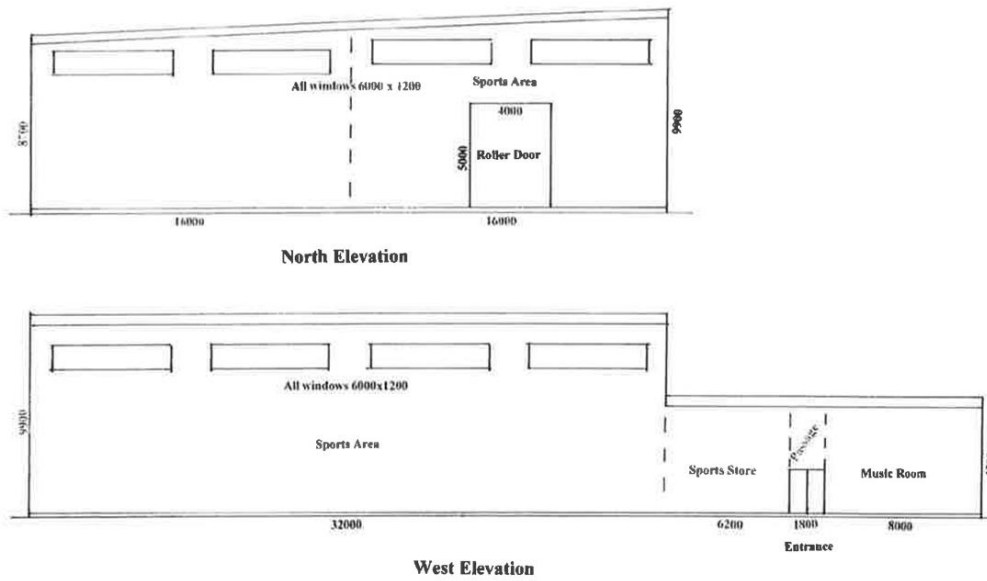 All windows 6000 x 1200
Sports Area
4000
5000
Roller Door
9900
16000
16000
North Elevation
All windows 6000x1200
9900
Sports Area
Sports Store
Passage
Music Room
32000
6200
1800
8000
Entrance
West Elevation